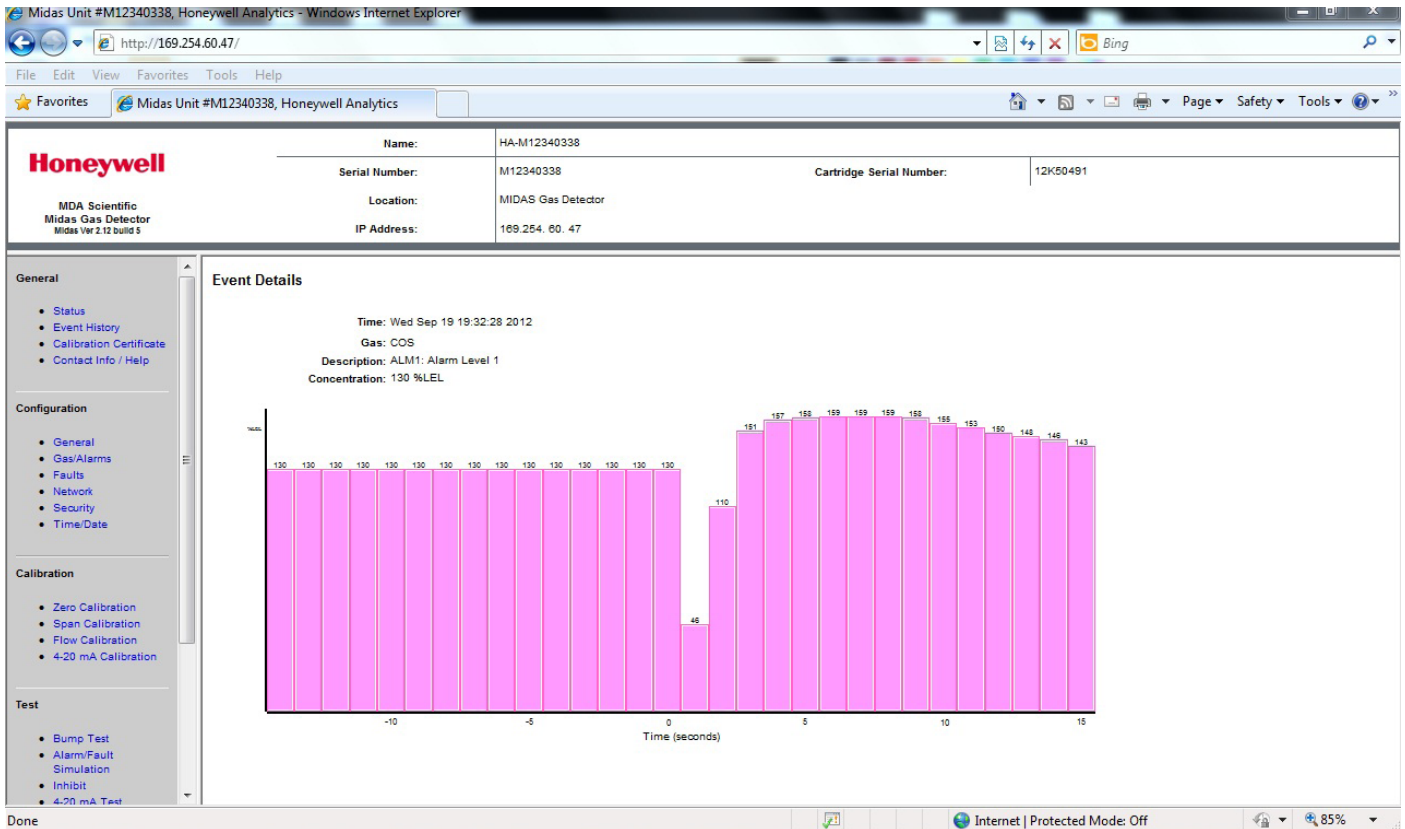 Midas Unit #M12340338, Honeywell Analytics - Windows Internet Explorer
http://169.254.60.47/
Bing
File Edit View Favorites Tools Help
Favorites Midas Unit #M12340338, Honeywell Analytics Page Safety Tools
Honeywell
MDA Scientific
Midas Gas Detector
Midas Ver 2.12 build 5
Name: HA-M12340338
Serial Number: M12340338 Cartridge Serial Number: 12K50491
Location: MIDAS Gas Detector
IP Address: 169.254. 60. 47
General
Status
Event History
Calibration Certificate
Contact Info / Help
Configuration
General
Gas/Alarms
Faults
Network
Security
Time/Date
Calibration
Zero Calibration
Span Calibration
Flow Calibration
4-20 mA Calibration
Test
Bump Test
Alarm/Fault
Simulation
Inhibit
4-20 mA Test
Event Details
Time: Wed Sep 19 19:32:28 2012
Gas: COS
Description: ALM1: Alarm Level 1
Concentration: 130 %LEL
%LEL
130 130 130 130 130 130 130 130 130 130 130 130 130 130 130 46 110 151 157 158 159 159 159 158 155 153 150 148 146 143
-10 -5 0 5 10 15
Time (seconds)
Done Internet | Protected Mode: Off 85%